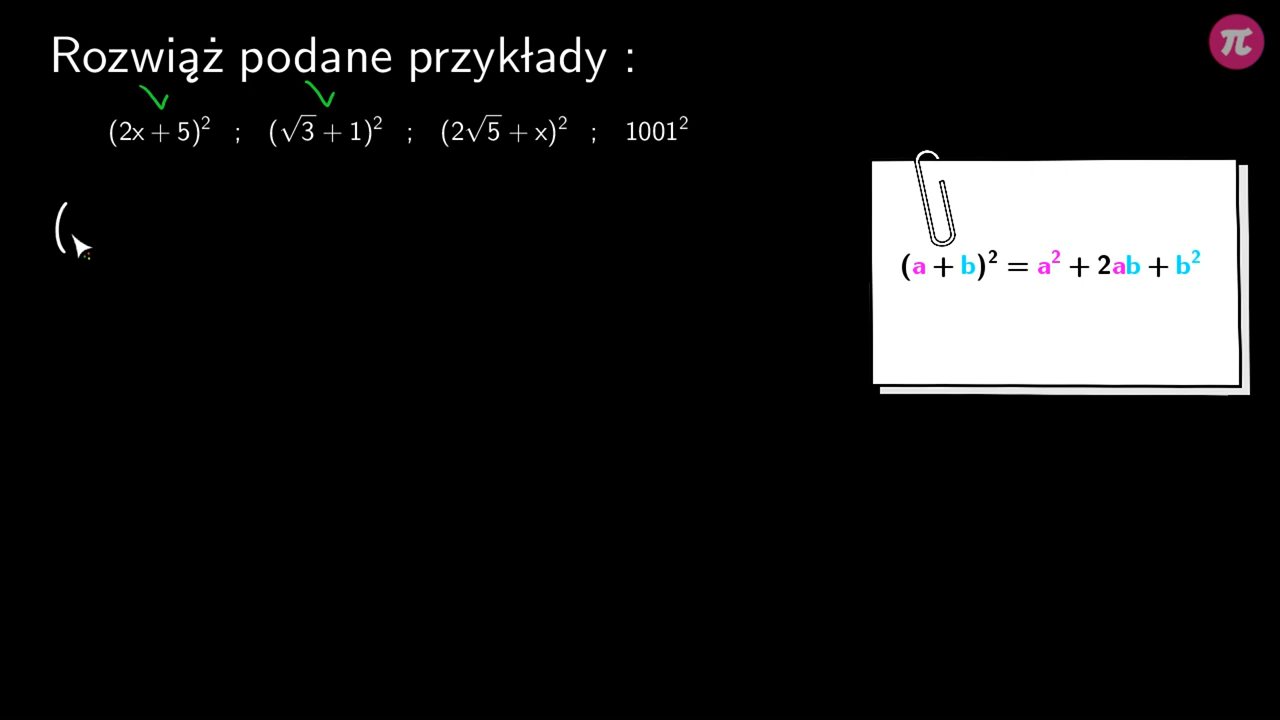 Rozwiąż podane przykłady :
(2x + 5)² ; (√3 + 1)² ; (2√5 + x)² ; 1001²
(
(a + b)² = a² + 2ab + b²
π